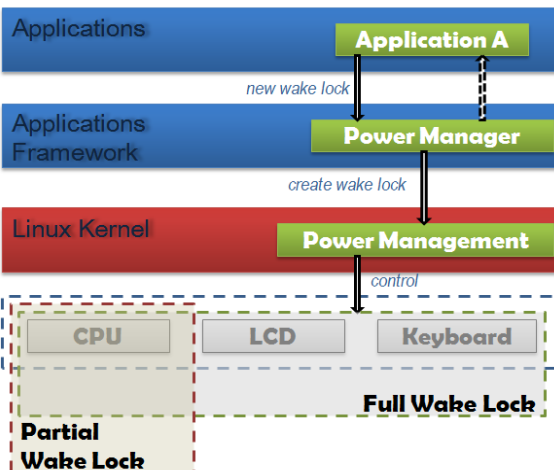 Applications
Application A
new wake lock
Applications
Framework
Power Manager
create wake lock
Linux Kernel
Power Management
control
CPU
LCD
Keyboard
Full Wake Lock
Partial
Wake Lock